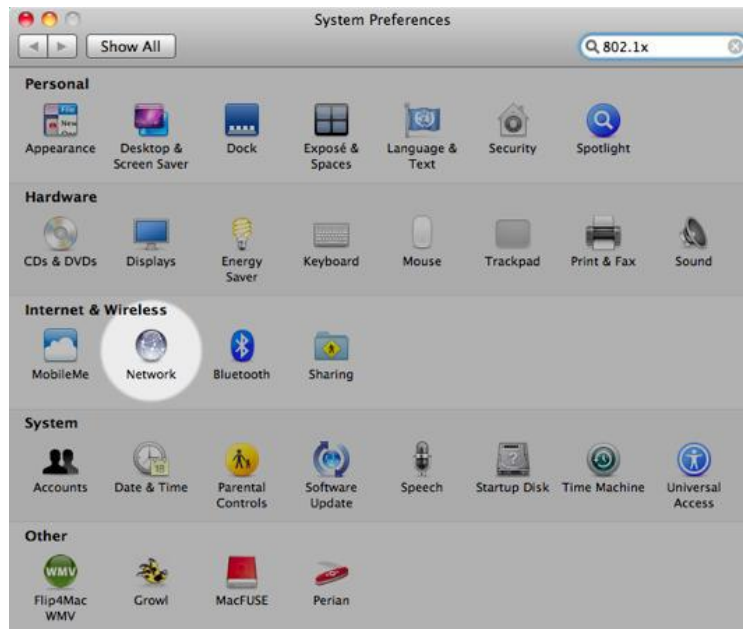 System Preferences
Show All
802.1x
Personal
Appearance
Desktop &
Screen Saver
Dock
Exposé &
Spaces
Language &
Text
Security
Spotlight
Hardware
CDs & DVDs
Displays
Energy
Saver
Keyboard
Mouse
Trackpad
Print & Fax
Sound
Internet & Wireless
MobileMe
Network
Bluetooth
Sharing
System
Accounts
Date & Time
Parental
Controls
Software
Update
Speech
Startup Disk
Time Machine
Universal
Access
Other
Flip4Mac
WMV
Growl
MacFUSE
Perian